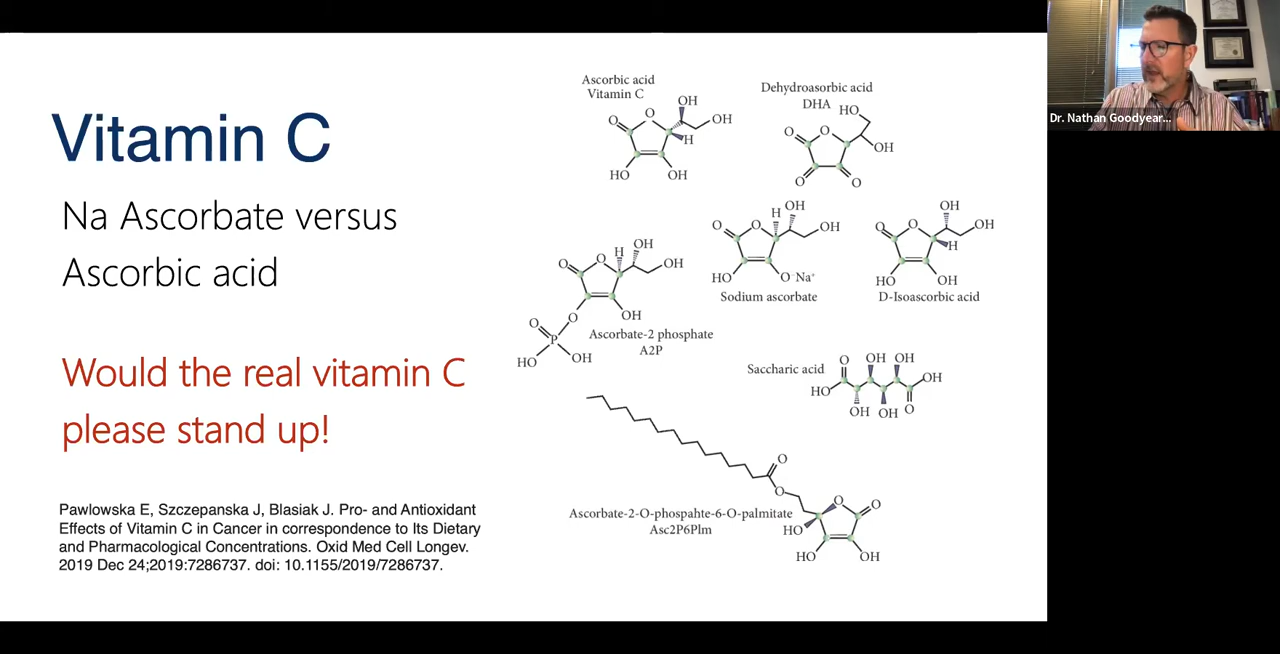 Vitamin C
Na Ascorbate versus
Ascorbic acid
Would the real vitamin C
please stand up!
Pawlowska E, Szczepanska J, Blasiak J. Pro- and Antioxidant
Effects of Vitamin C in Cancer in correspondence to Its Dietary
and Pharmacological Concentrations. Oxid Med Cell Longev.
2019 Dec 24;2019:7286737. doi: 10.1155/2019/7286737.
Ascorbic acid
Vitamin C
O
O
OH
OH
H
HO
OH
Dehydroasorbic acid
DHA
HO
O
O
OH
O
O
O
O
H
OH
OH
HO
O⁻Na⁺
Sodium ascorbate
O
O
OH
OH
H
HO
OH
D-Isoascorbic acid
O
O
H
OH
OH
O
OH
O
P
HO
OH
Ascorbate-2 phosphate
A2P
Saccharic acid
O
OH
OH
OH
HO
OH
OH
O
O
O
O
O
HO
HO
OH
Ascorbate-2-O-phospahte-6-O-palmitate
Asc2P6Plm
Dr. Nathan Goodyear...